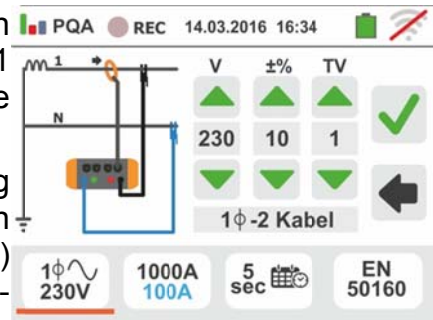 n PQA REC 14.03.2016 16:34
1 1 V ±% TV
e
N
230 10 1
g
n
1ϕ-2 Kabel
)
1ϕ 1000A 5 EN
- 230V 100A sec 50160